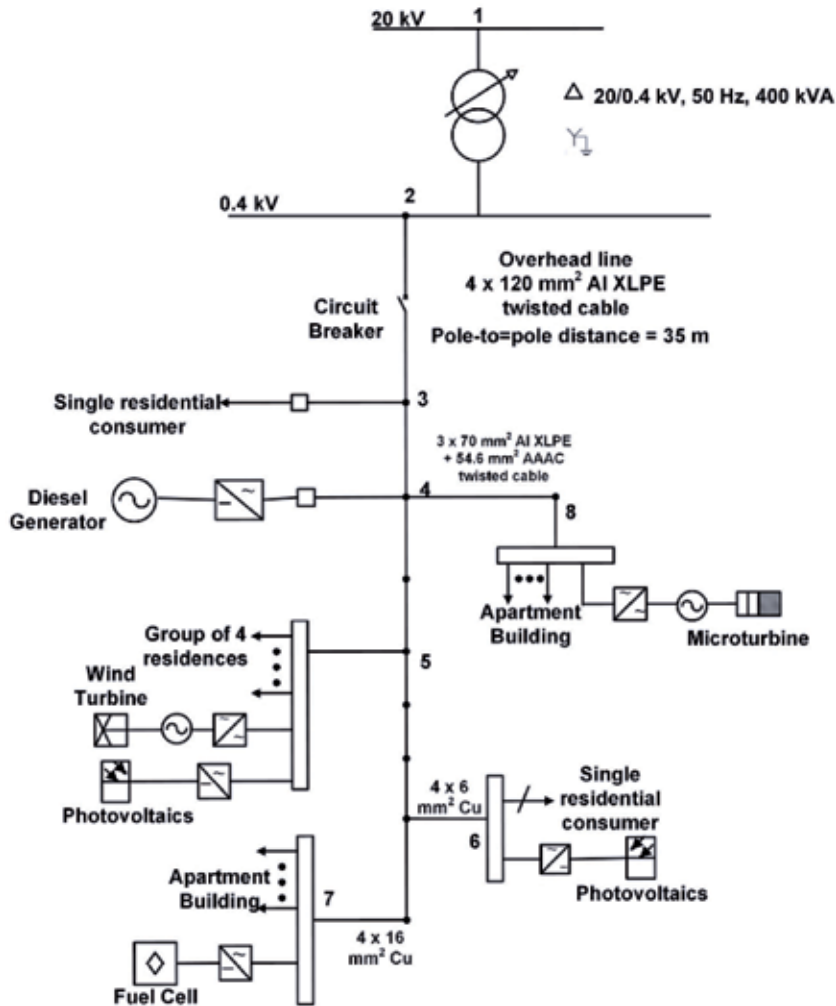 20 kV
1
Δ 20/0.4 kV, 50 Hz, 400 kVA
0.4 kV
2
Overhead line
4 x 120 mm² Al XLPE
twisted cable
Pole-to=pole distance = 35 m
Circuit
Breaker
Single residential
consumer
3
3 x 70 mm² Al XLPE
+ 54.6 mm² AAAC
twisted cable
Diesel
Generator
4
8
Apartment
Building
Microturbine
Group of 4
residences
5
Wind
Turbine
Photovoltaics
4 x 6
mm² Cu
6
Single
residential
consumer
Photovoltaics
Apartment
Building
7
4 x 16
mm² Cu
Fuel Cell